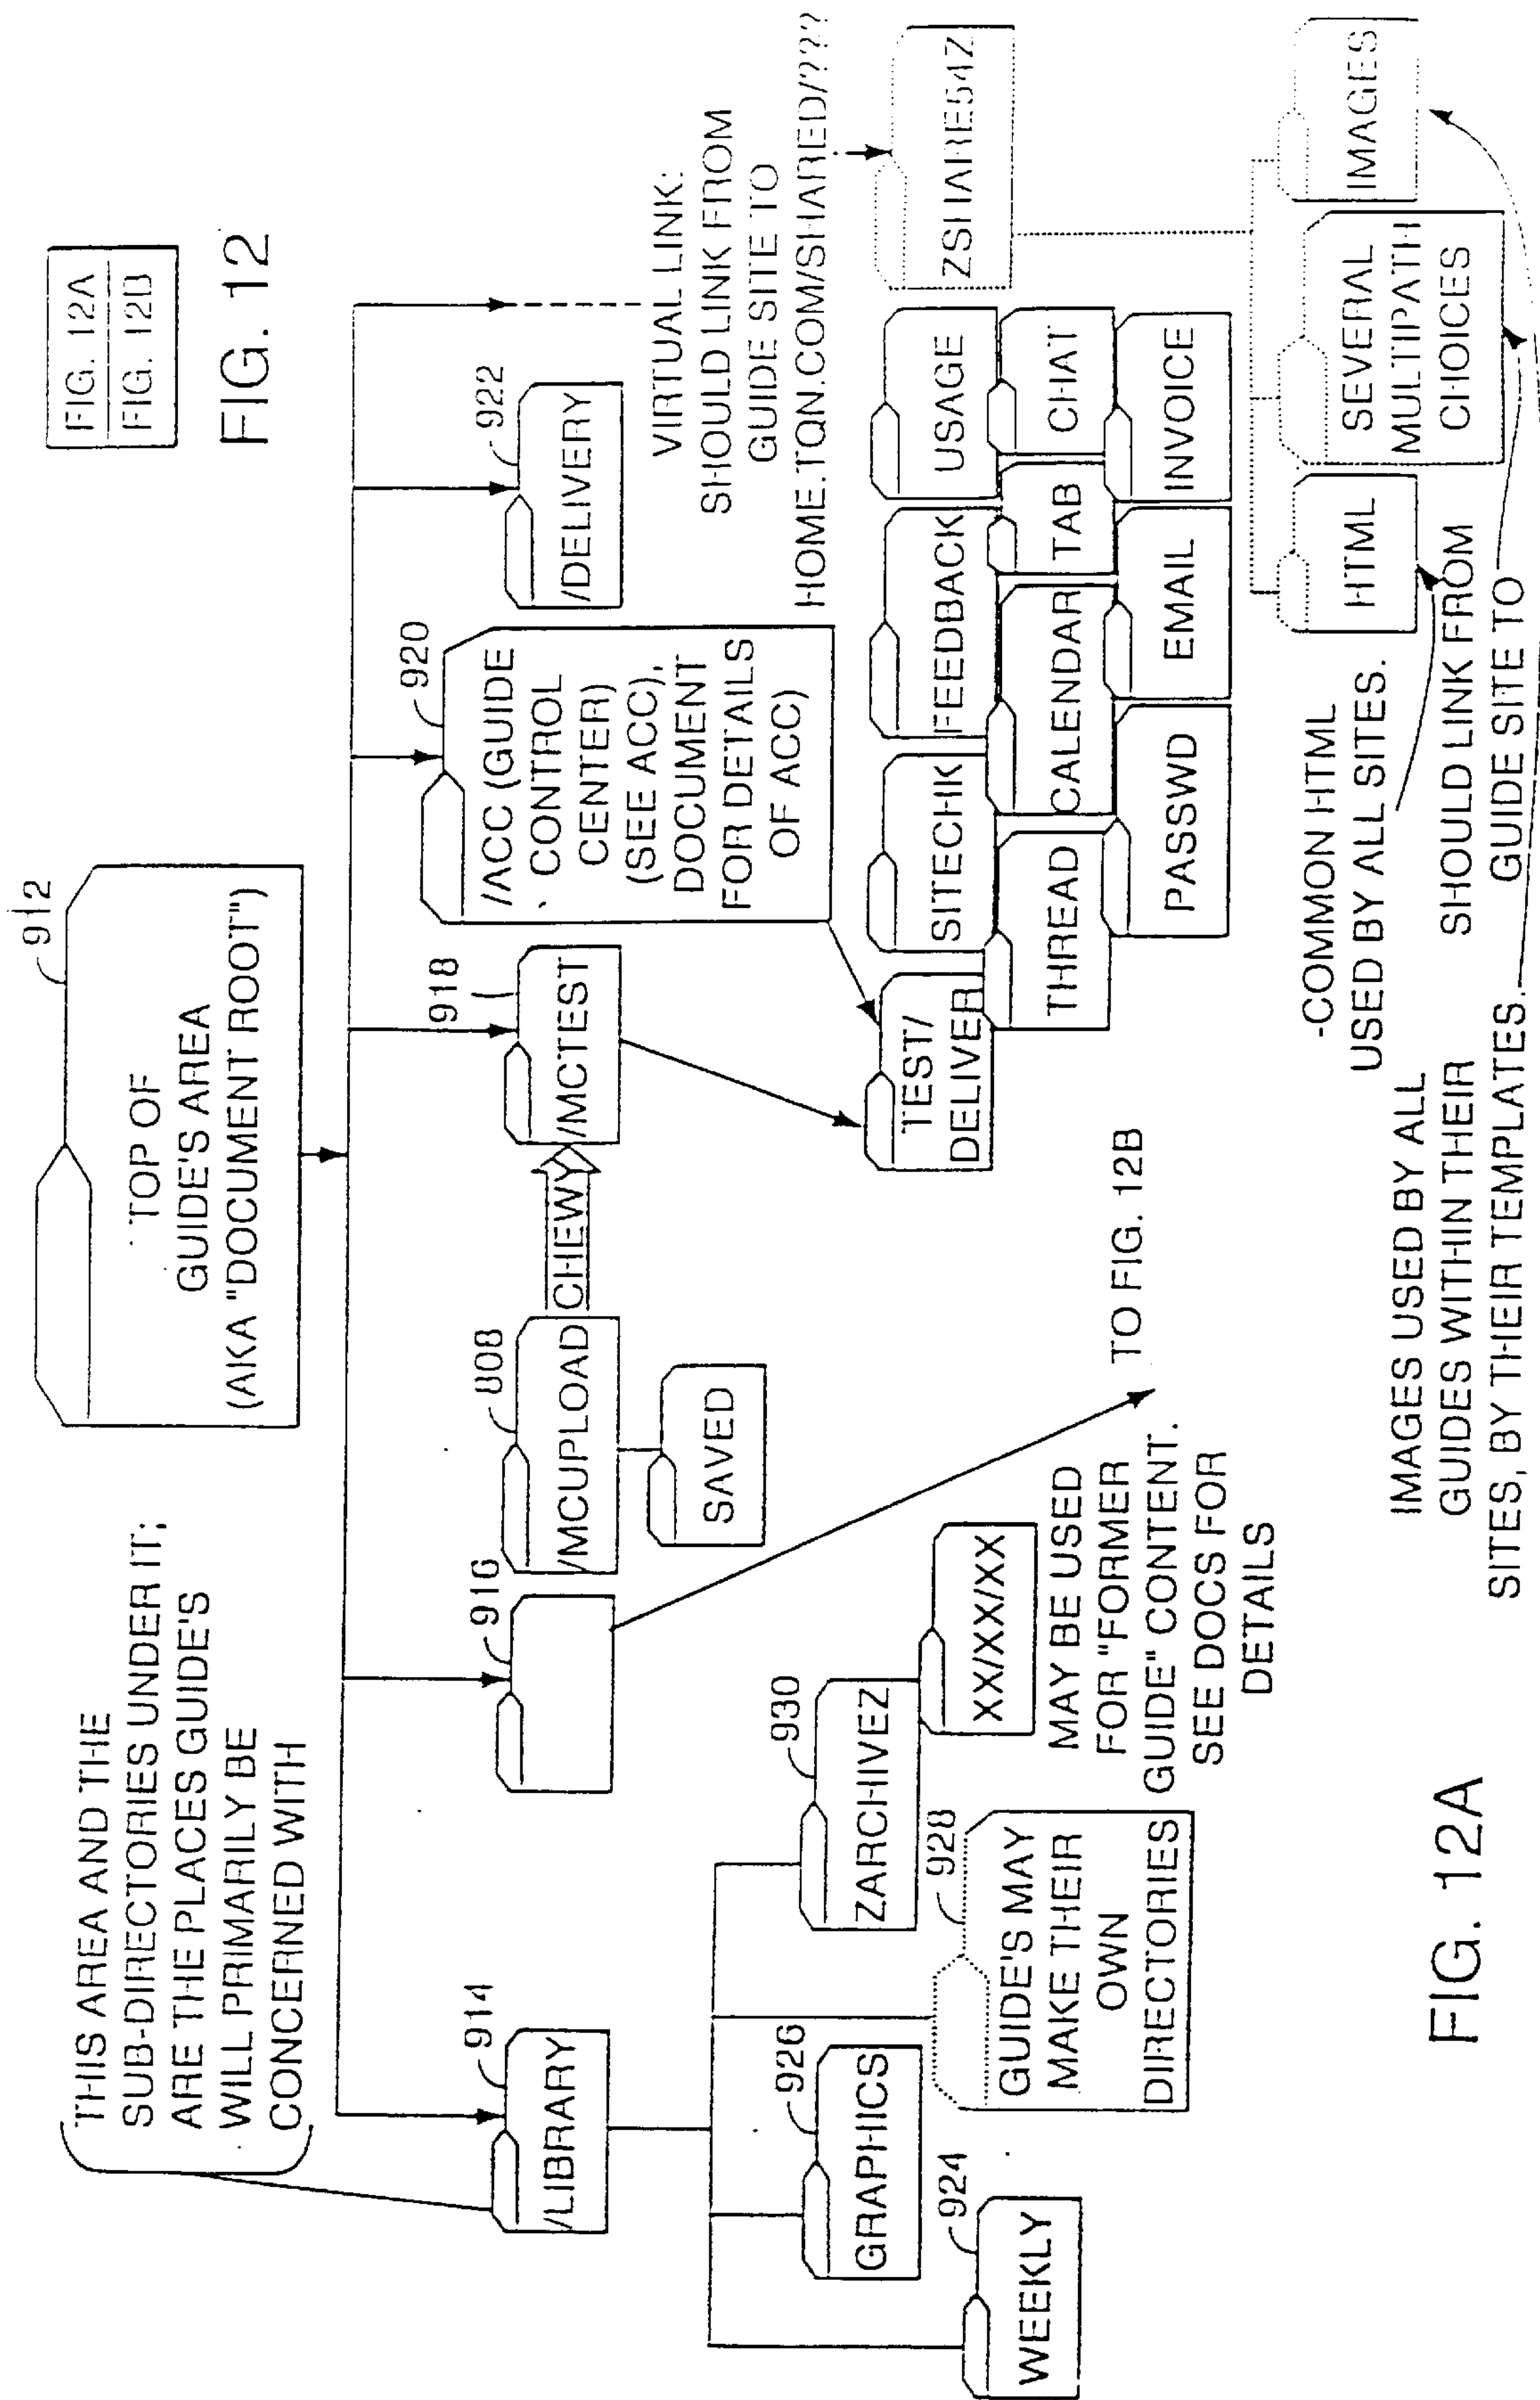 FIG. 12A
FIG. 12B
FIG. 12
912
TOP OF
GUIDE'S AREA
(AKA "DOCUMENT ROOT")
THIS AREA AND THE
SUB-DIRECTORIES UNDER IT;
ARE THE PLACES GUIDE'S
WILL PRIMARILY BE
CONCERNED WITH
914
/LIBRARY
916
808
/MCUPLOAD
CHEWY
SAVED
918
/MCTEST
920
/ACC (GUIDE
CONTROL
CENTER)
(SEE ACC),
DOCUMENT
FOR DETAILS
OF ACC)
922
/DELIVERY
VIRTUAL LINK:
SHOULD LINK FROM
GUIDE SITE TO
HOME.TQN.COM/SHARED/???
924
WEEKLY
926
GRAPHICS
928
GUIDE'S MAY
MAKE THEIR
OWN
DIRECTORIES
930
ZARCHIVEZ
XX/XX/XX
MAY BE USED
FOR "FORMER
GUIDE" CONTENT.
SEE DOCS FOR
DETAILS
TO FIG. 12B
TEST/
DELIVER
SITECHK
FEEDBACK
USAGE
THREAD
CALENDAR
TAB
CHAT
PASSWD
EMAIL
INVOICE
ZSHARE54Z
HTML
SEVERAL
MULTIPATH
CHOICES
IMAGES
-COMMON HTML
USED BY ALL SITES.
IMAGES USED BY ALL
GUIDES WITHIN THEIR
SITES, BY THEIR TEMPLATES.
SHOULD LINK FROM
GUIDE SITE TO
FIG. 12A